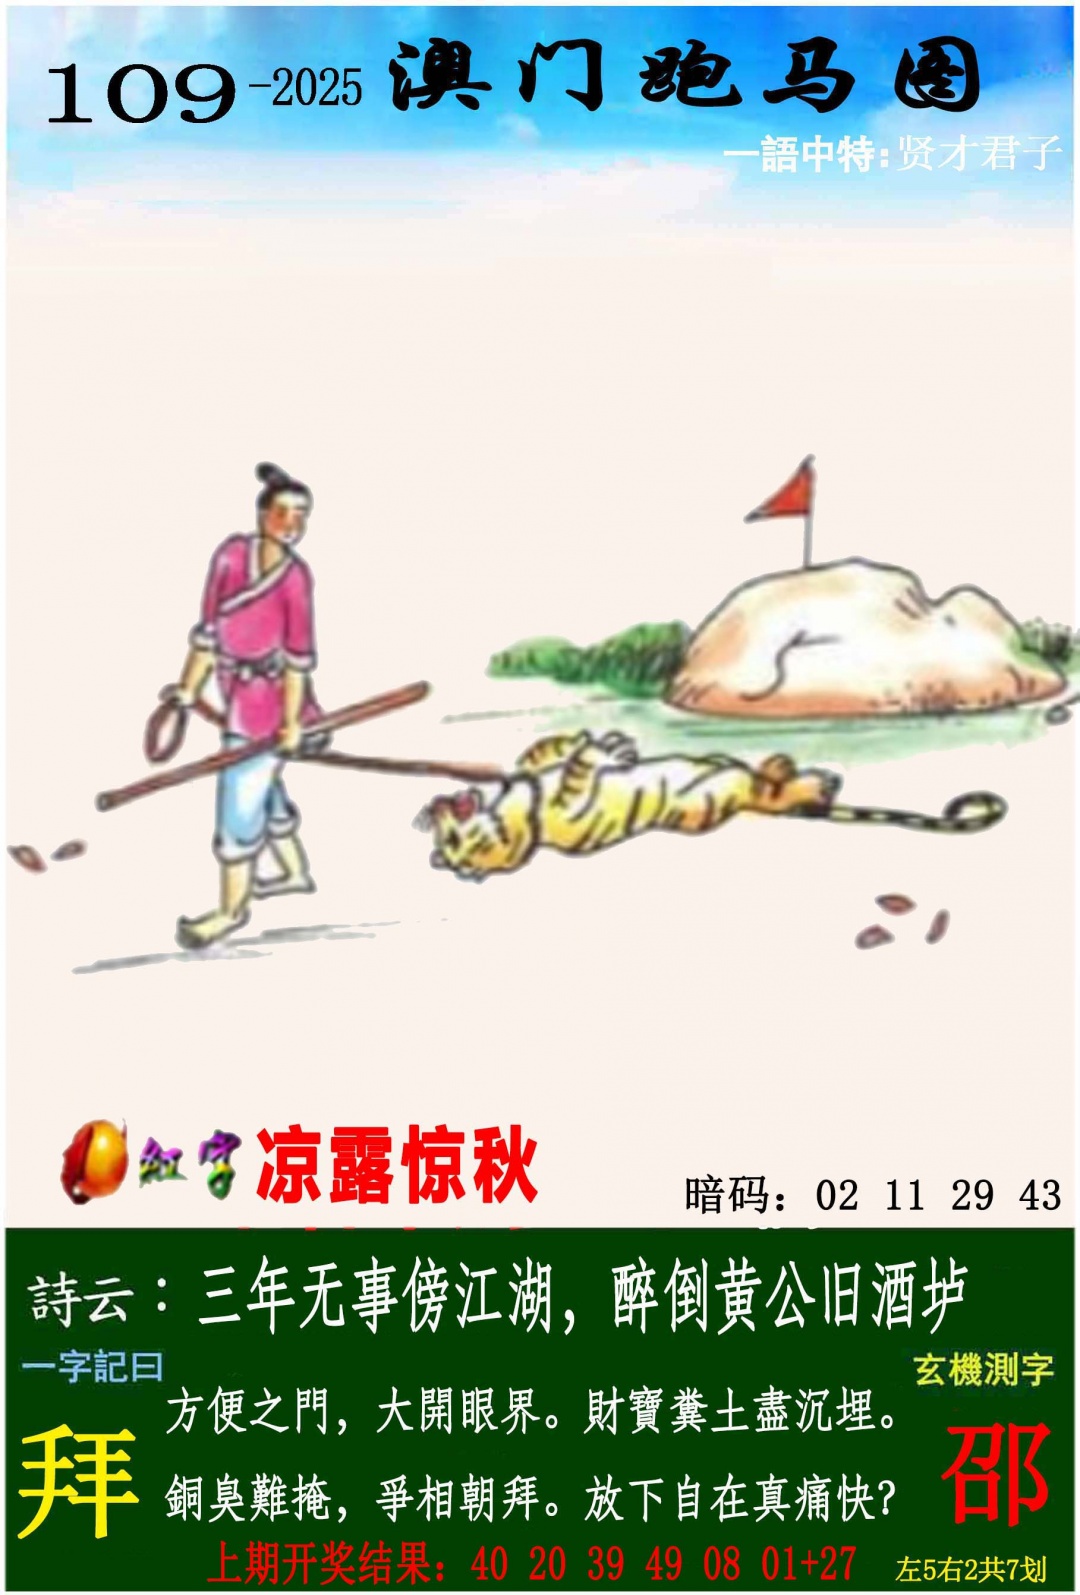 109-2025 澳门跑马图
一語中特:贤才君子
红字 凉露惊秋
暗码: 02 11 29 43
詩云：三年无事傍江湖，醉倒黄公旧酒垆
一字記曰
玄機測字
拜
邵
方便之門，大開眼界。財寶糞土盡沉埋。
銅臭難掩，爭相朝拜。放下自在真痛快?
上期开奖结果: 40 20 39 49 08 01+27
左5右2共7划